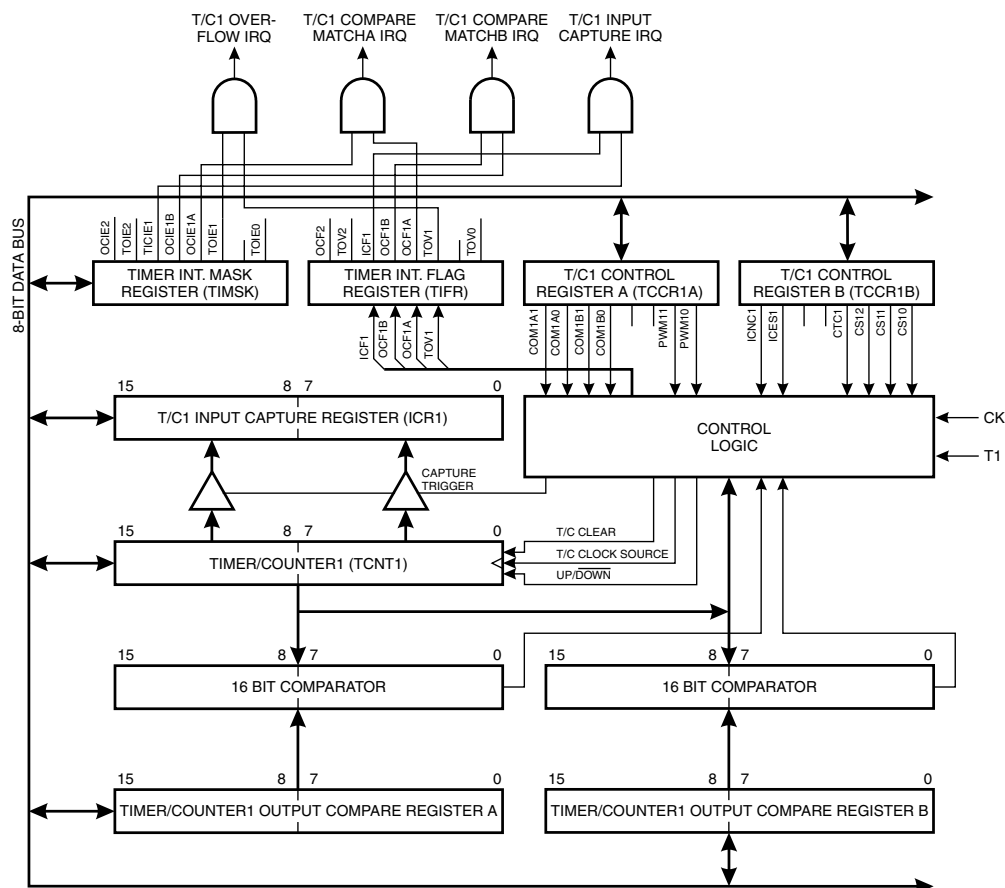 T/C1 OVER-
FLOW IRQ
T/C1 COMPARE
MATCHA IRQ
T/C1 COMPARE
MATCHB IRQ
T/C1 INPUT
CAPTURE IRQ
8-BIT DATA BUS
OCIE2
TOIE2
TICIE1
OCIE1B
OCIE1A
TOIE1
TOIE0
OCF2
TOV2
ICF1
OCF1B
OCF1A
TOV1
TOV0
TIMER INT. MASK
REGISTER (TIMSK)
TIMER INT. FLAG
REGISTER (TIFR)
T/C1 CONTROL
REGISTER A (TCCR1A)
T/C1 CONTROL
REGISTER B (TCCR1B)
ICF1
OCF1B
OCF1A
TOV1
COM1A1
COM1A0
COM1B1
COM1B0
PWM11
PWM10
ICNC1
ICES1
CTC1
CS12
CS11
CS10
15 8 7 0
T/C1 INPUT CAPTURE REGISTER (ICR1)
CONTROL
LOGIC
CK
T1
CAPTURE
TRIGGER
15 8 7 0
TIMER/COUNTER1 (TCNT1)
T/C CLEAR
T/C CLOCK SOURCE
UP/DOWN
15 8 7 0
16 BIT COMPARATOR
15 8 7 0
16 BIT COMPARATOR
15 8 7 0
TIMER/COUNTER1 OUTPUT COMPARE REGISTER A
15 8 7 0
TIMER/COUNTER1 OUTPUT COMPARE REGISTER B